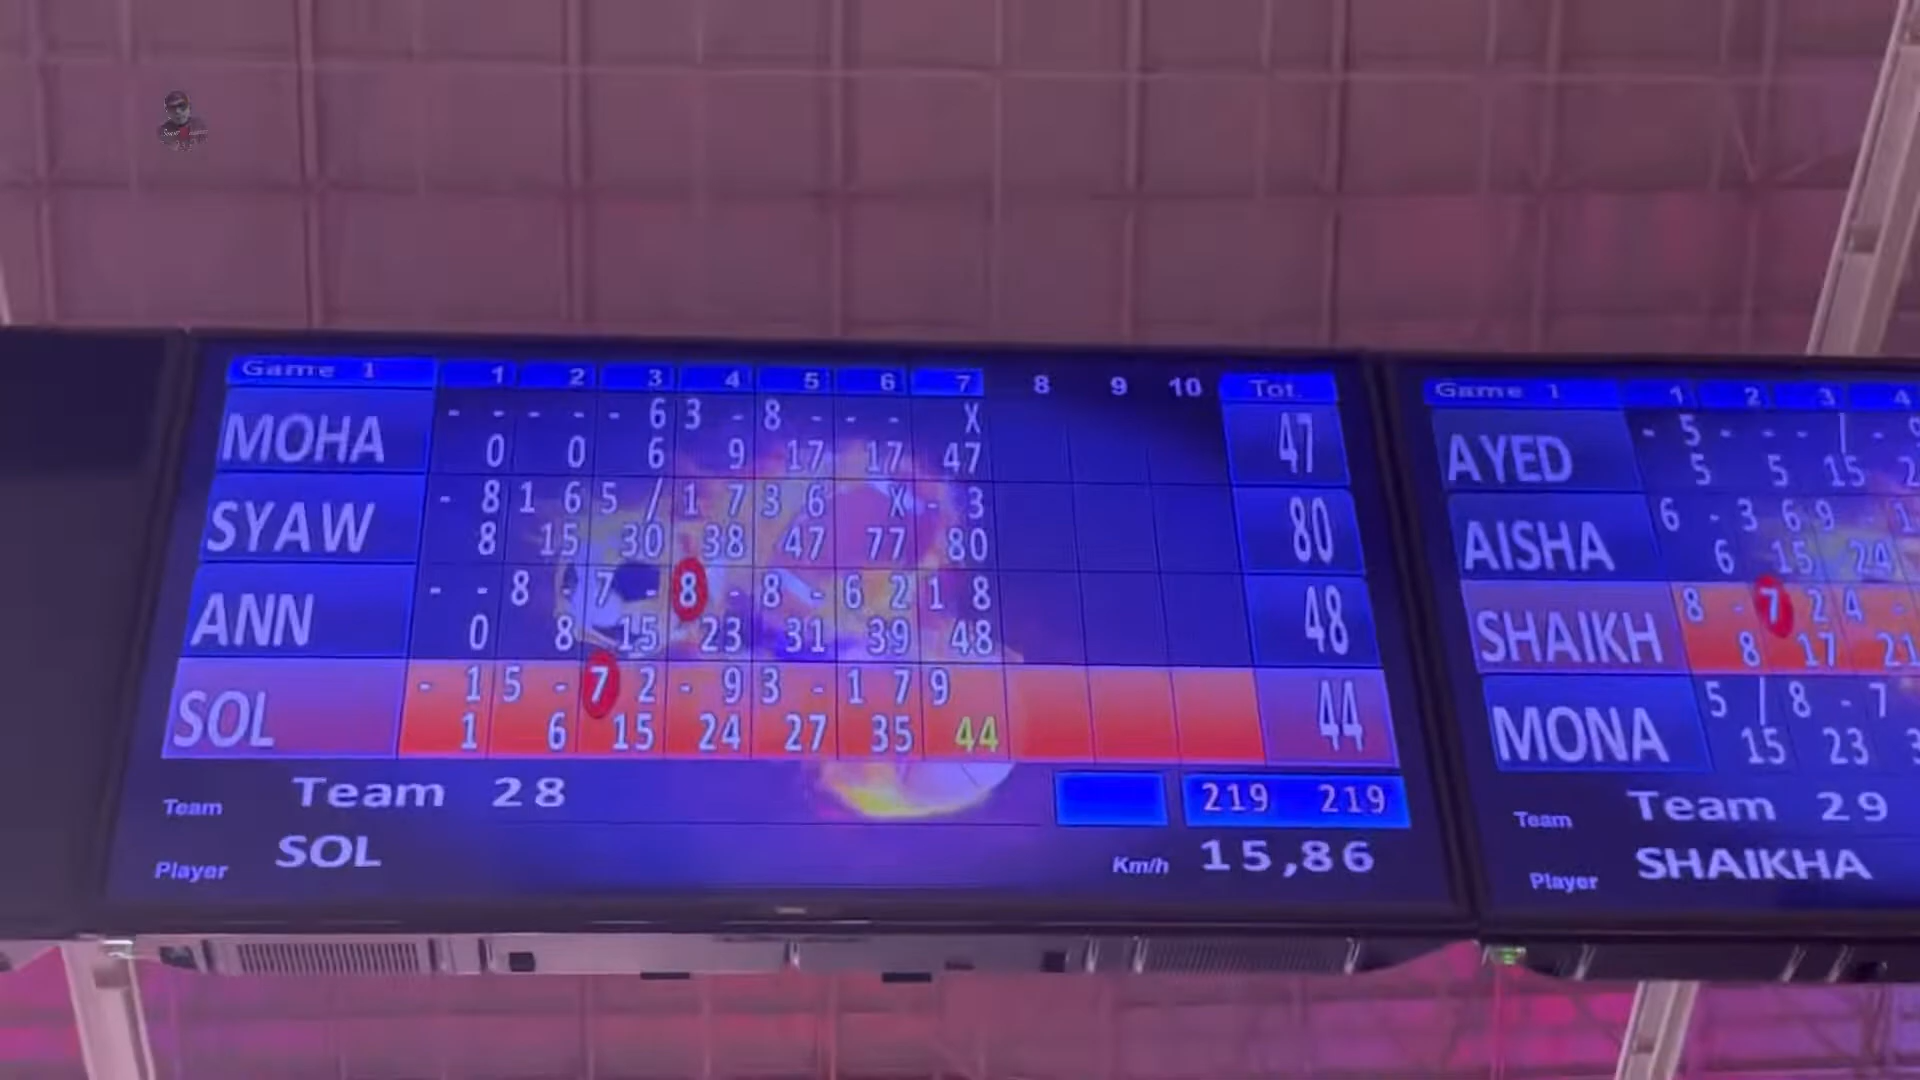 Game 1 1 2 3 4 5 6 7 8 9 10 Tot.
MOHA - - - - - 6 3 - 8 - - - X
0 0 6 9 17 17 47 47
SYAW - 8 1 6 5 / 1 7 3 6 X - 3
8 15 30 38 47 77 80 80
ANN - - 8 - 7 - 8 - 8 - 6 2 1 8
0 8 15 23 31 39 48 48
SOL - 1 5 - 7 2 - 9 3 - 1 7 9
1 6 15 24 27 35 44 44
Team Team 28 219 219
Player SOL Km/h 15,86
Game 1 1 2 3 4
AYED - 5 - - - / -
5 5 15
AISHA 6 - 3 6 9 -
6 15 24
SHAIKH 8 - 7 2 4 -
8 17 21
MONA 5 / 8 - 7
15 23
Team Team 29
Player SHAIKHA